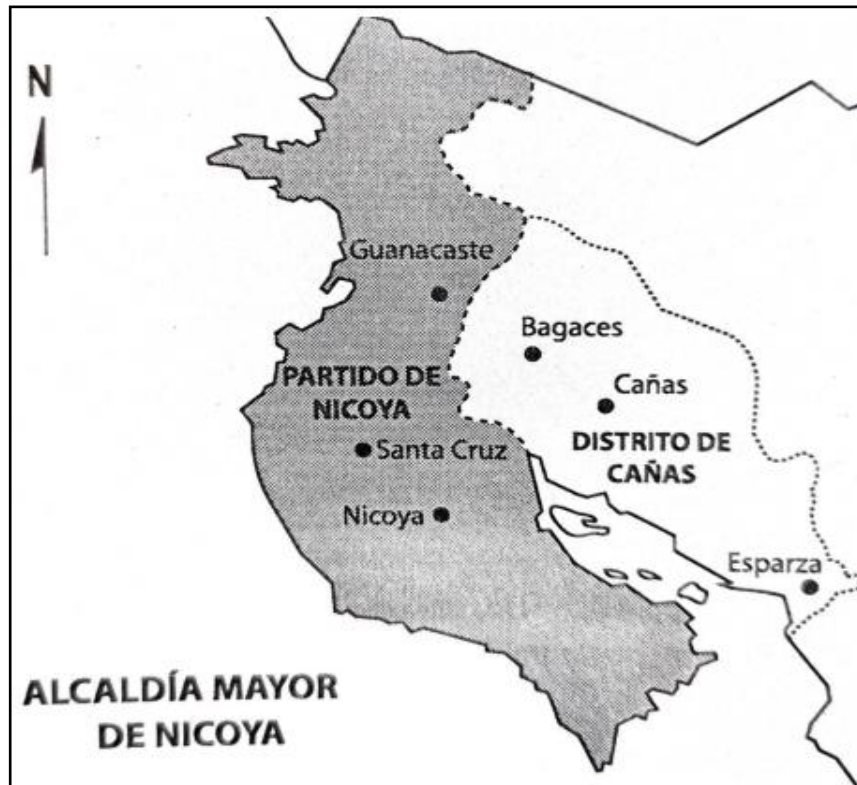 N
Guanacaste
Bagaces
PARTIDO DE
NICOYA
Cañas
DISTRITO DE
CAÑAS
Santa Cruz
Nicoya
Esparza
ALCALDÍA MAYOR
DE NICOYA